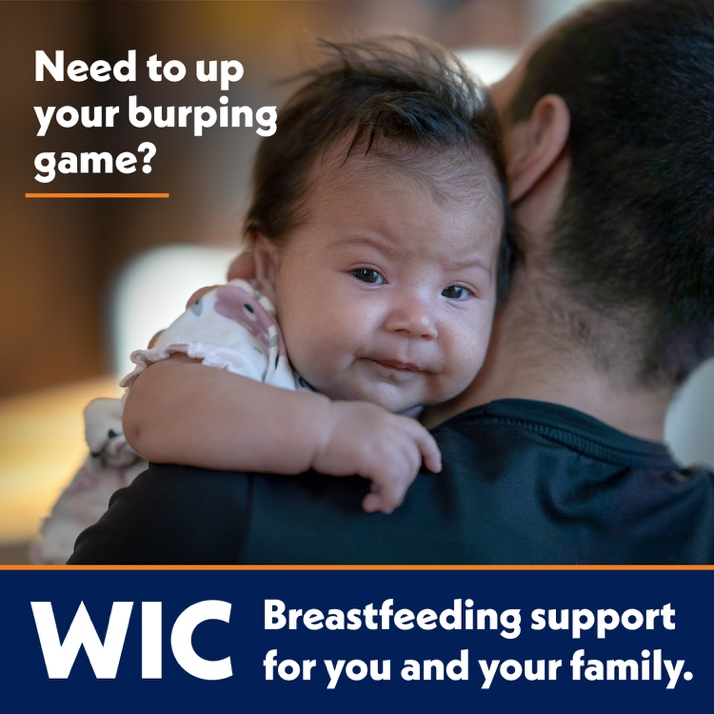 Need to up
your burping
game?
WIC
Breastfeeding support
for you and your family.